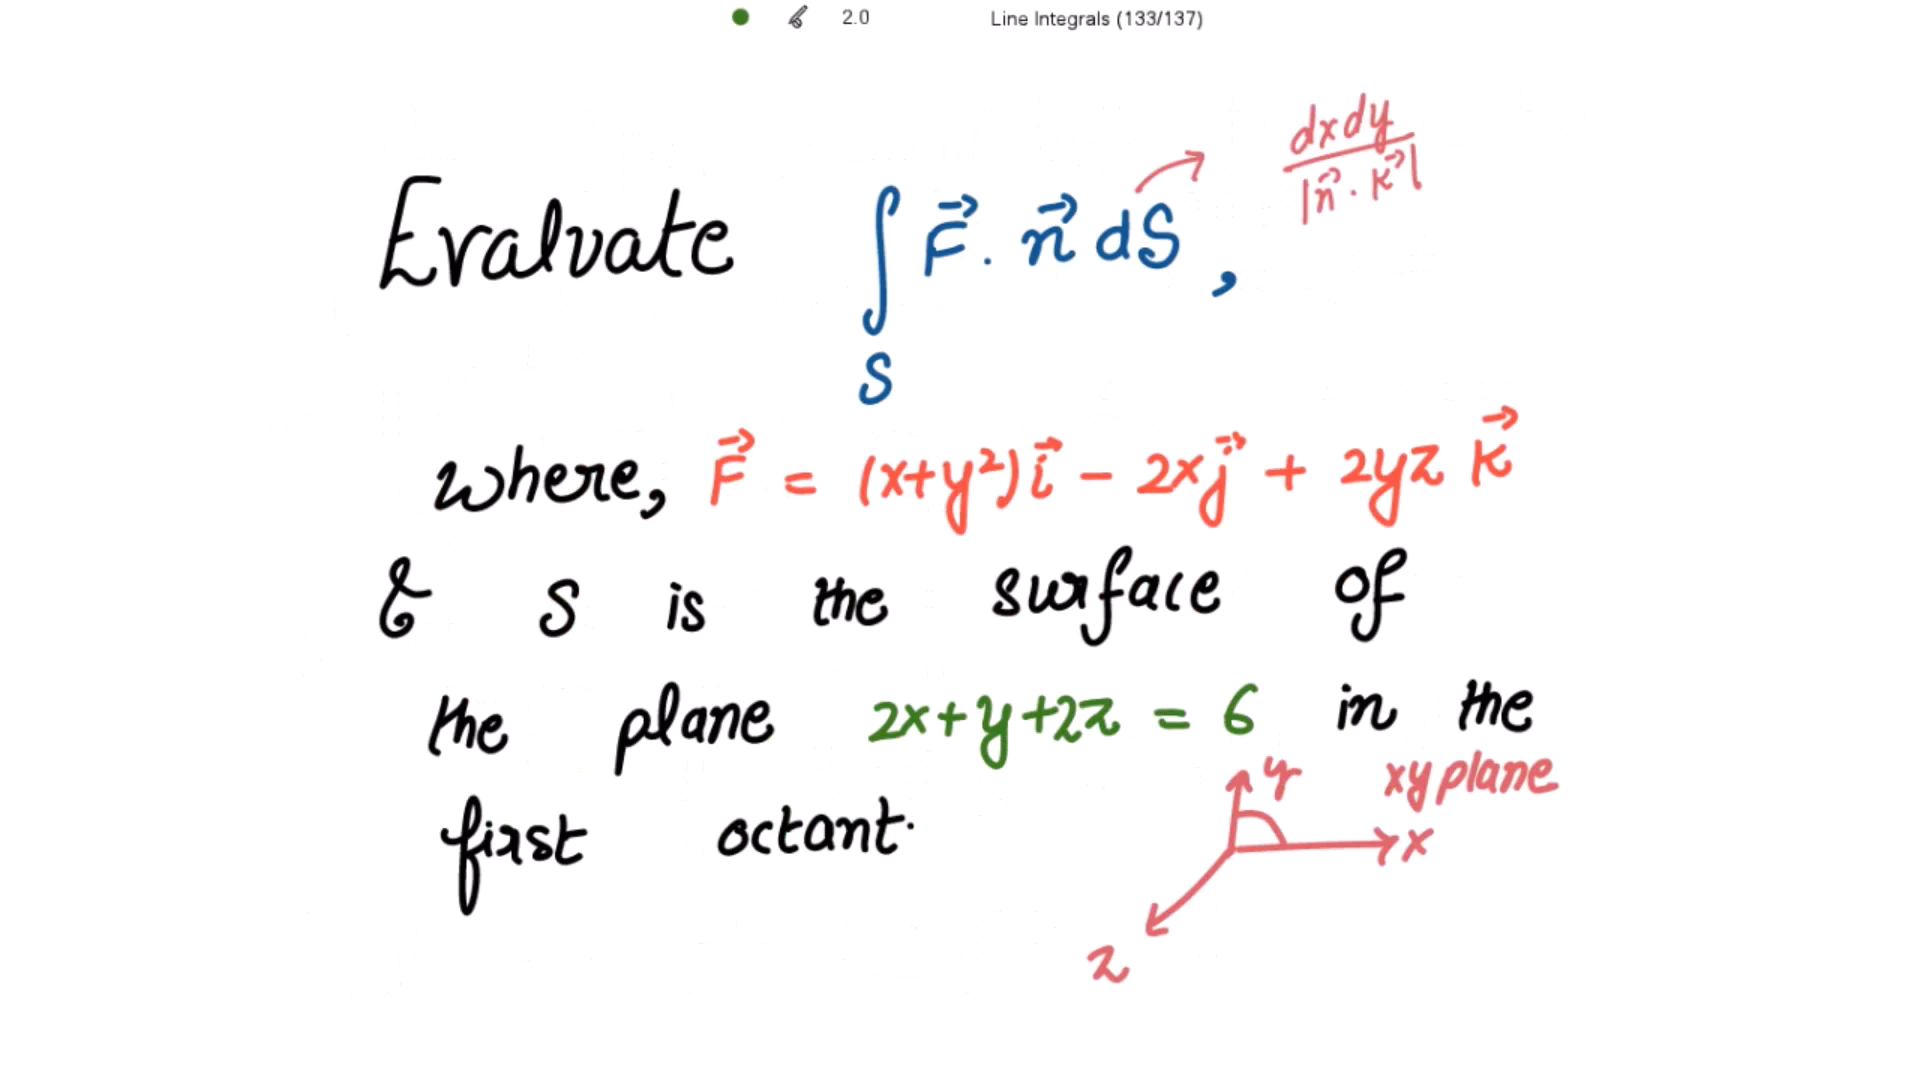 2.0 Line Integrals (133/137)
Evaluate ∫_S F⃗ . n⃗ dS , → dxdy / |n⃗ . k⃗|
where, F⃗ = (x+y²) i⃗ − 2x j⃗ + 2yz k⃗
& S is the surface of
the plane 2x+y+2z = 6 in the
first octant.
xy plane
y
x
z